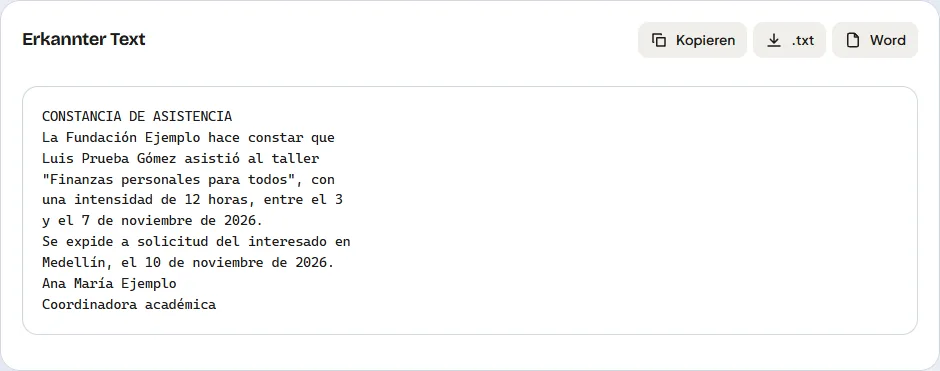 Erkannter Text
Kopieren
.txt
Word
CONSTANCIA DE ASISTENCIA
La Fundación Ejemplo hace constar que
Luis Prueba Gómez asistió al taller
"Finanzas personales para todos", con
una intensidad de 12 horas, entre el 3
y el 7 de noviembre de 2026.
Se expide a solicitud del interesado en
Medellín, el 10 de noviembre de 2026.
Ana María Ejemplo
Coordinadora académica